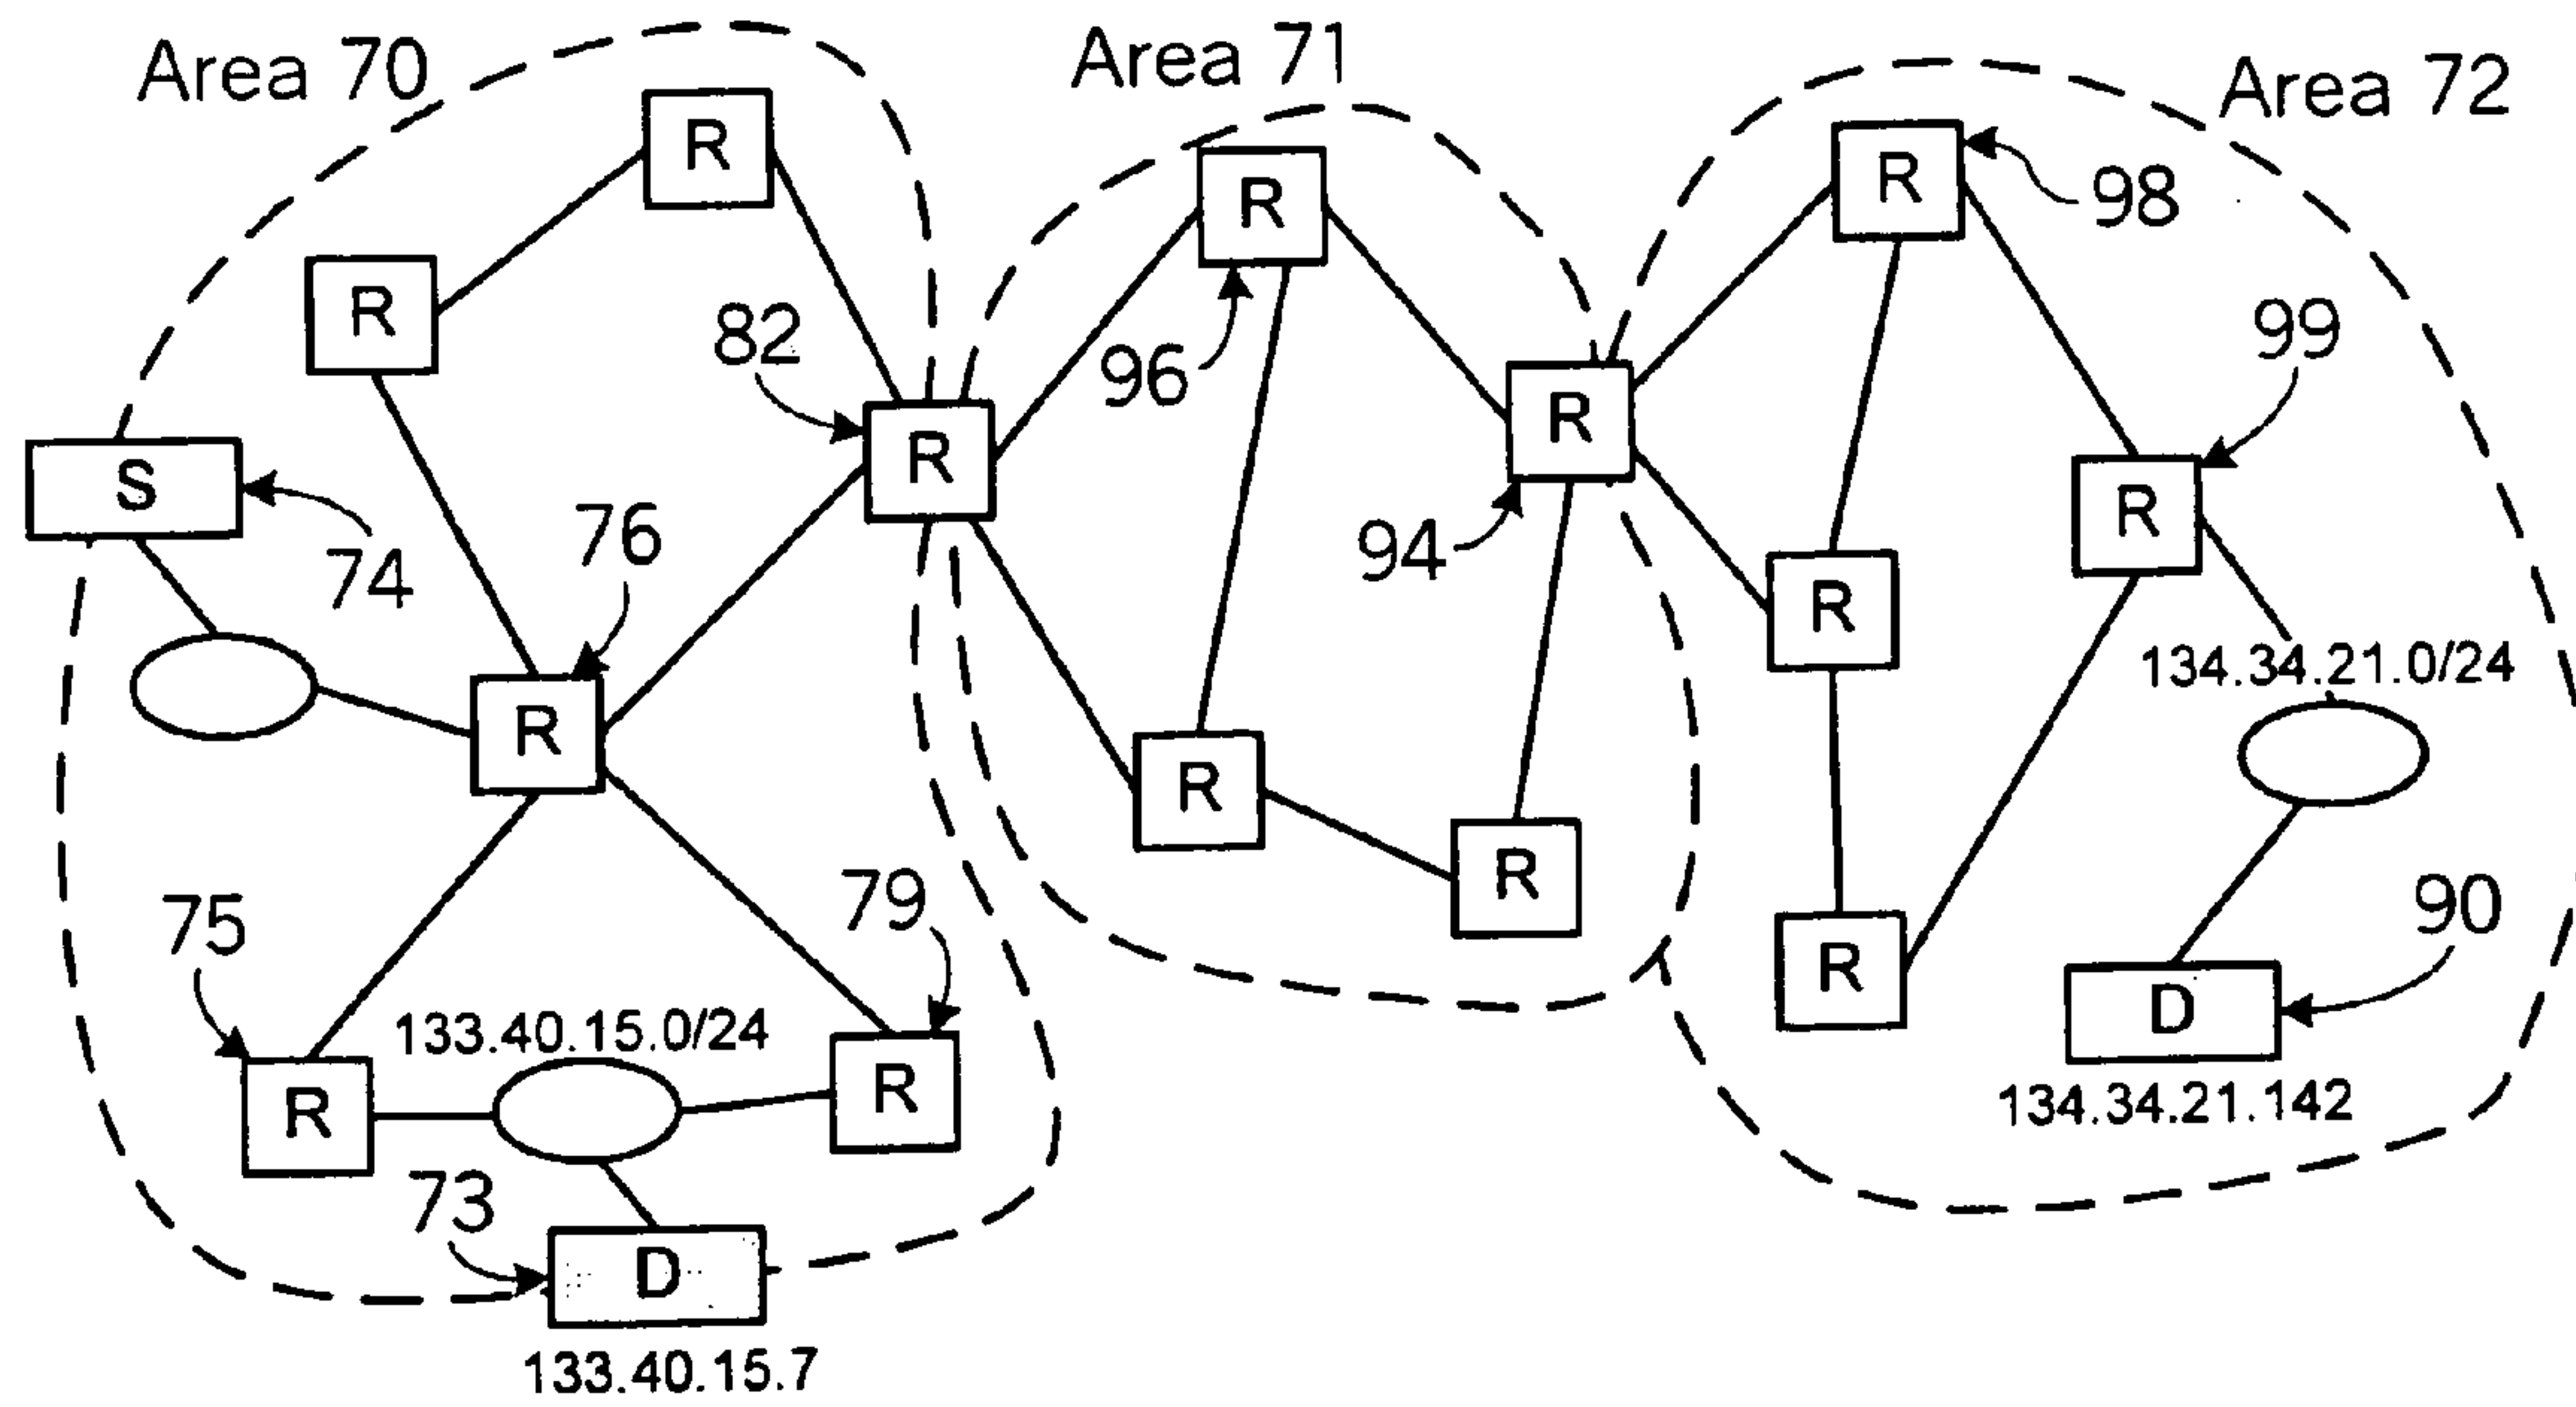 Area 70
Area 71
Area 72
R
R
R
98
R
82
96
99
R
R
S
74
76
94
R
R
R
134.34.21.0/24
R
R
75
79
R
90
133.40.15.0/24
R
D
R
R
134.34.21.142
73
D
133.40.15.7